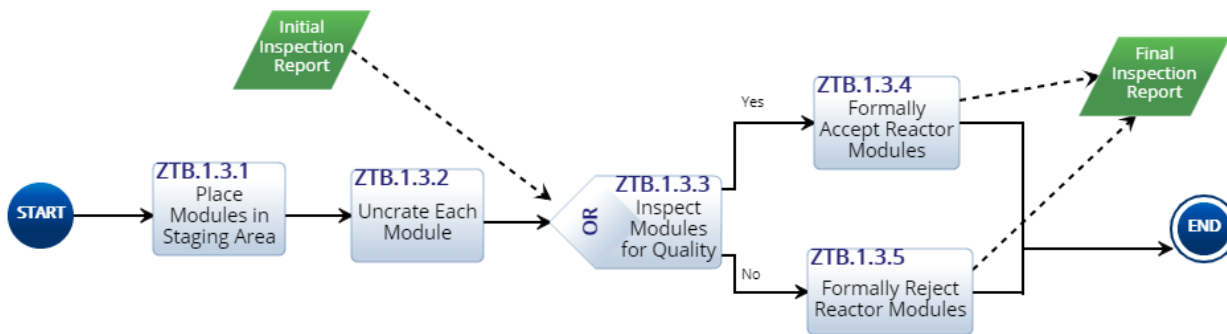 Initial
Inspection
Report
Final
Inspection
Report
START
ZTB.1.3.1
Place
Modules in
Staging Area
ZTB.1.3.2
Uncrate Each
Module
OR
ZTB.1.3.3
Inspect
Modules
for Quality
Yes
ZTB.1.3.4
Formally
Accept Reactor
Modules
No
ZTB.1.3.5
Formally Reject
Reactor Modules
END